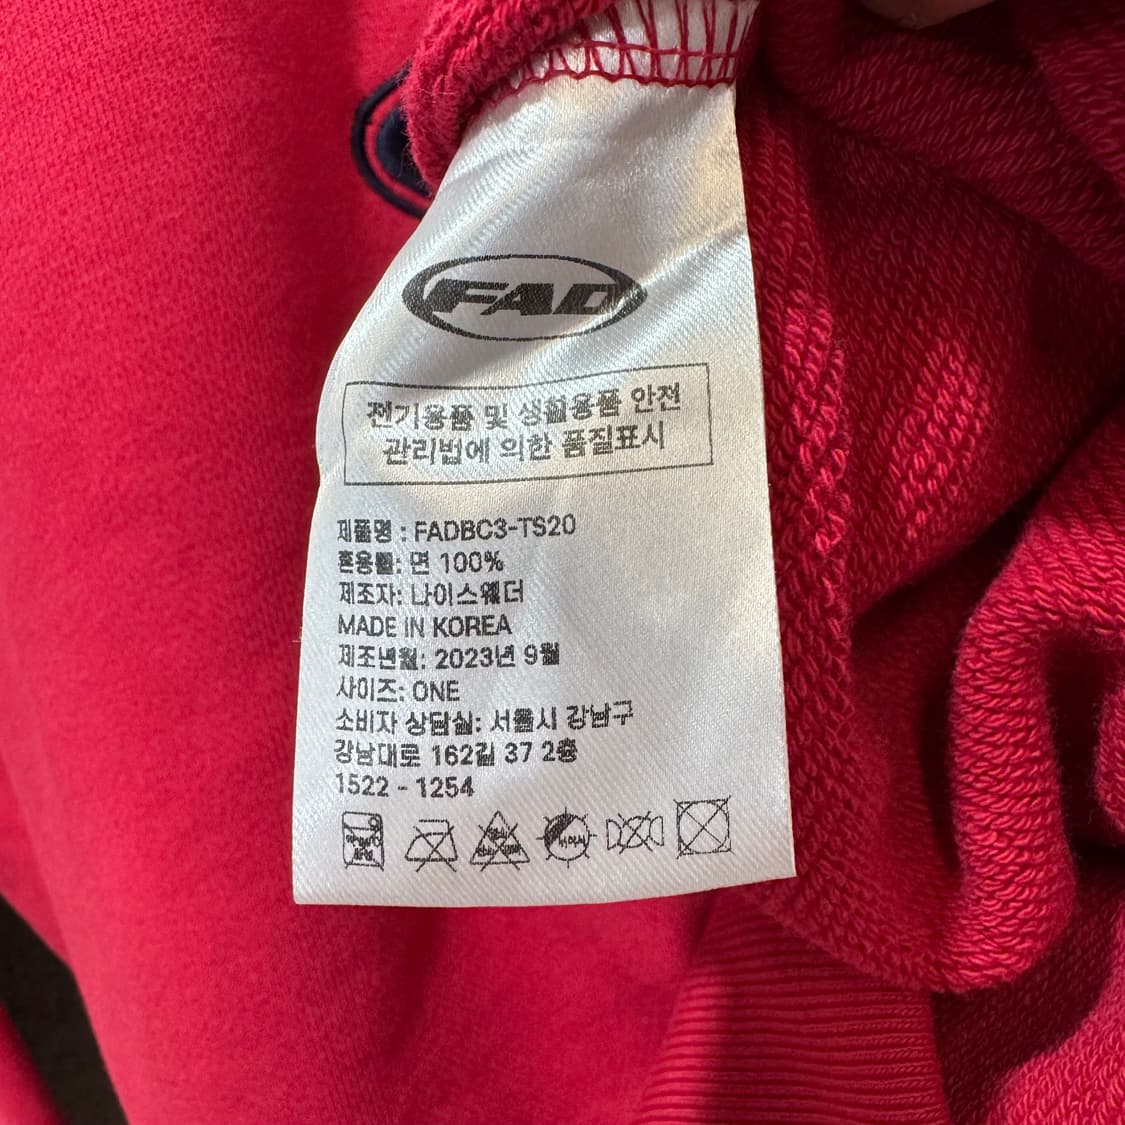 FAD
전기용품 및 생활용품 안전
관리법에 의한 품질표시
제품명 : FADBC3-TS20
혼용률: 면 100%
제조자: 나이스웨더
MADE IN KOREA
제조년월: 2023년 9월
사이즈: ONE
소비자 상담실: 서울시 강남구
강남대로 162길 37 2층
1522 - 1254